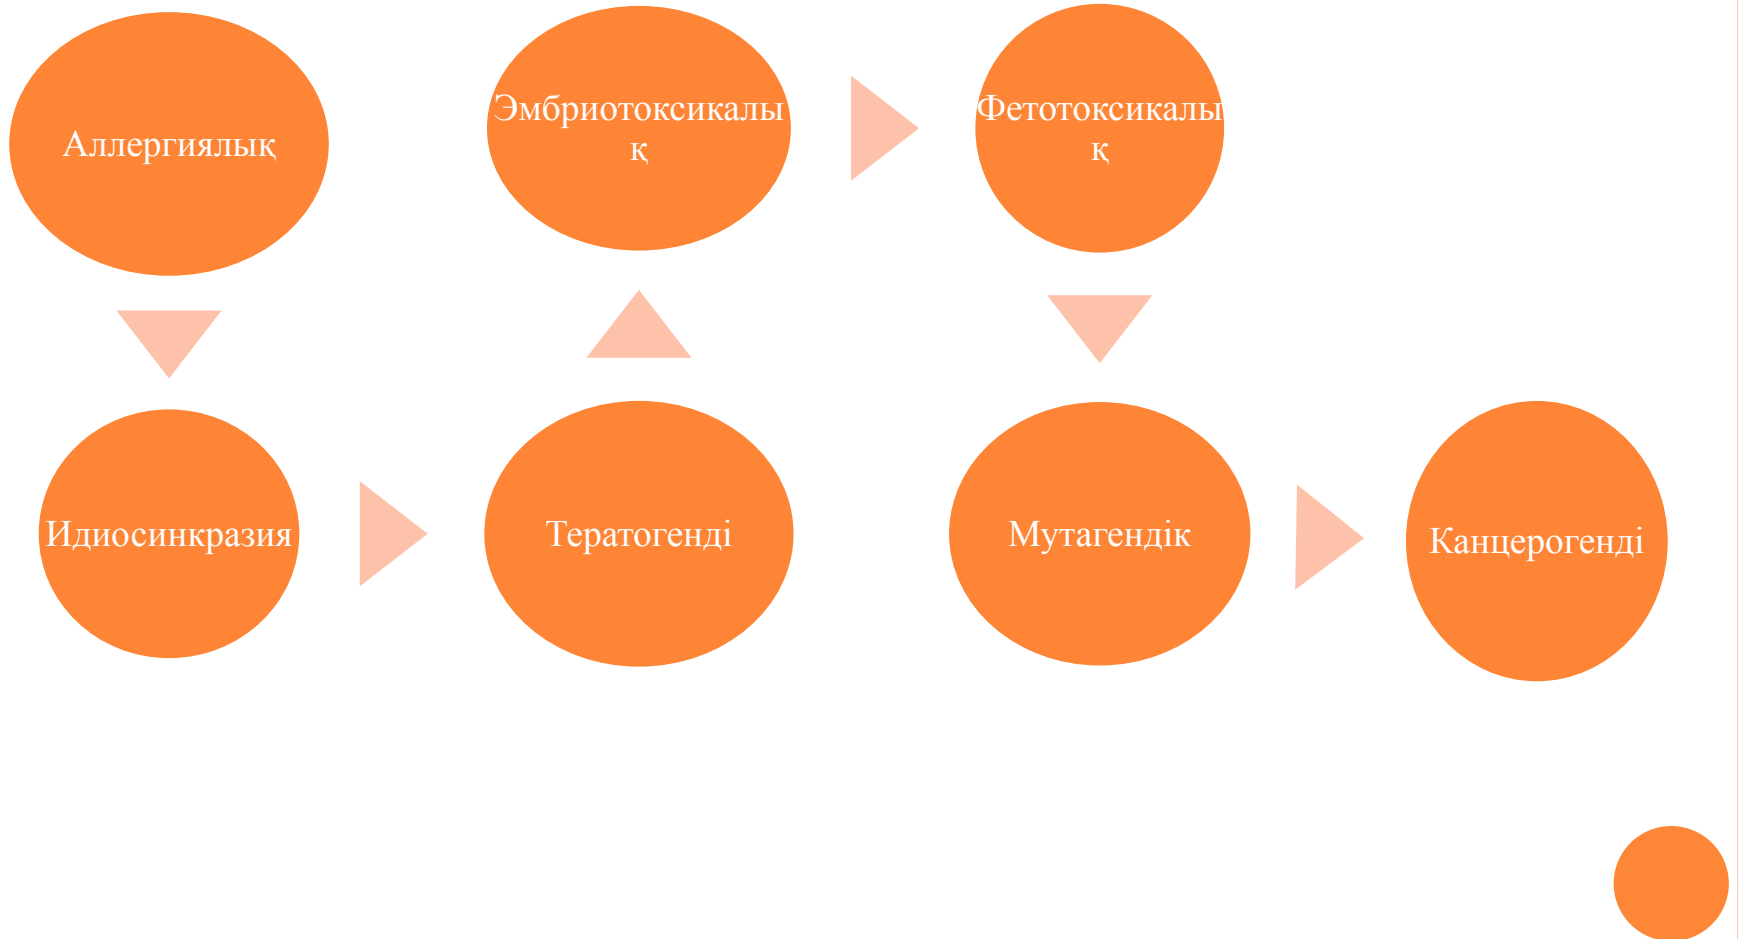 Аллергиялық
Идиосинкразия
Тератогенді
Эмбриотоксикалы
қ
Фетотоксикалы
қ
Мутагендік
Канцерогенді